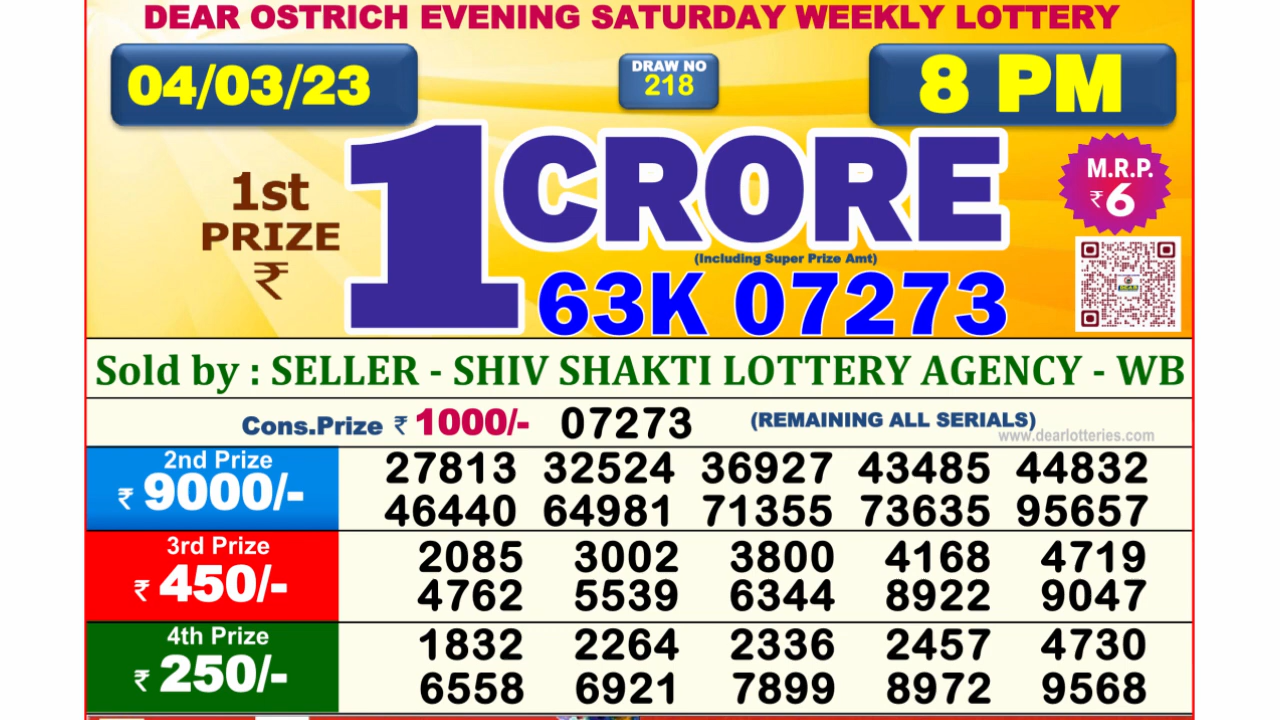 DEAR OSTRICH EVENING SATURDAY WEEKLY LOTTERY
04/03/23
DRAW NO
218
8 PM
1st
PRIZE
₹
1 CRORE
(Including Super Prize Amt)
63K 07273
M.R.P.
₹6
Sold by : SELLER - SHIV SHAKTI LOTTERY AGENCY - WB
Cons.Prize ₹ 1000/- 07273 (REMAINING ALL SERIALS)
www.dearlotteries.com
2nd Prize
₹ 9000/-
27813 32524 36927 43485 44832
46440 64981 71355 73635 95657
3rd Prize
₹ 450/-
2085 3002 3800 4168 4719
4762 5539 6344 8922 9047
4th Prize
₹ 250/-
1832 2264 2336 2457 4730
6558 6921 7899 8972 9568